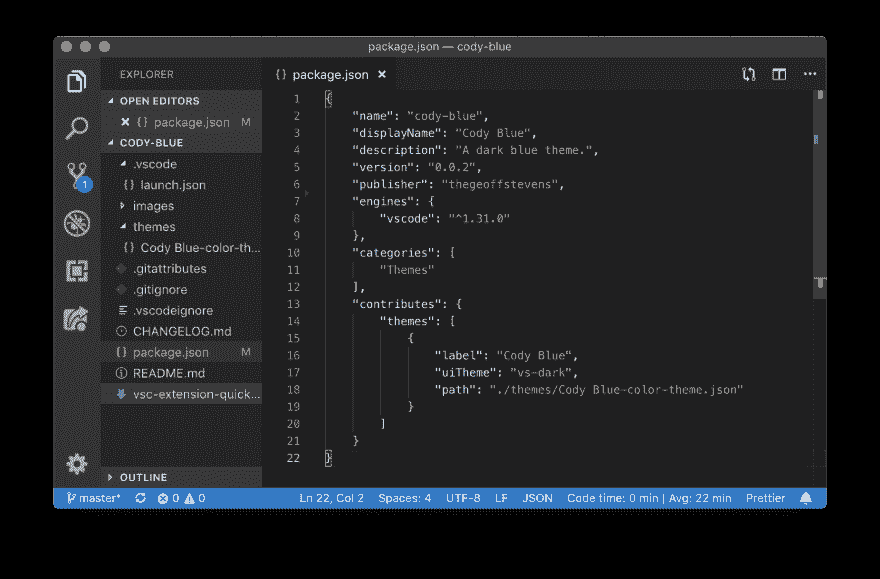 package.json — cody-blue
EXPLORER
OPEN EDITORS
{} package.json M
CODY-BLUE
.vscode
{} launch.json
images
themes
{} Cody Blue-color-th...
.gitattributes
.gitignore
.vscodeignore
CHANGELOG.md
{} package.json M
README.md
vsc-extension-quick...
OUTLINE
1
{} package.json ×
1 {
2 "name": "cody-blue",
3 "displayName": "Cody Blue",
4 "description": "A dark blue theme.",
5 "version": "0.0.2",
6 "publisher": "thegeoffstevens",
7 "engines": {
8 "vscode": "^1.31.0"
9 },
10 "categories": [
11 "Themes"
12 ],
13 "contributes": {
14 "themes": [
15 {
16 "label": "Cody Blue",
17 "uiTheme": "vs-dark",
18 "path": "./themes/Cody Blue-color-theme.json"
19 }
20 ]
21 }
22 }
master* 0 0 Ln 22, Col 2 Spaces: 4 UTF-8 LF JSON Code time: 0 min | Avg: 22 min Prettier